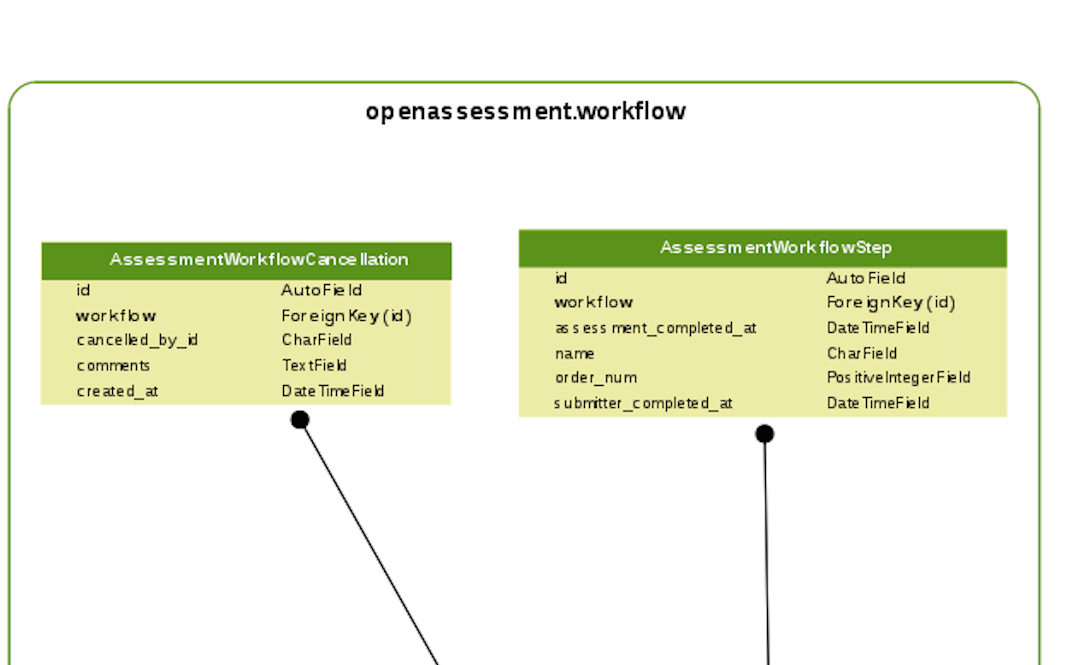 openassessment.workflow
AssessmentWorkflowCancellation
id AutoField
workflow ForeignKey (id)
cancelled_by_id CharField
comments TextField
created_at DateTimeField
AssessmentWorkflowStep
id AutoField
workflow ForeignKey (id)
assessment_completed_at DateTimeField
name CharField
order_num PositiveIntegerField
submitter_completed_at DateTimeField